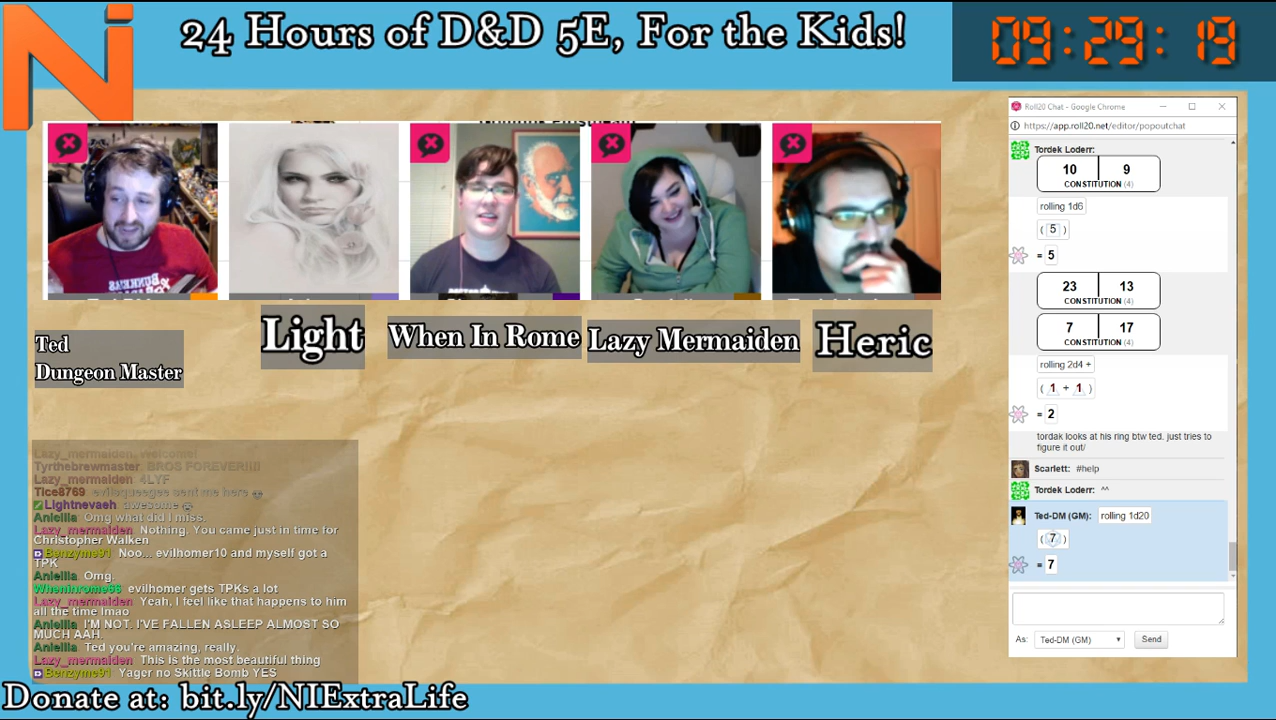 24 Hours of D&D 5E, For the Kids!
09:29:19
Ni
Ted
Dungeon Master
Light
When In Rome
Lazy Mermaiden
Heric
Lazy_mermaiden, Welcome!
Tyrthebrewmaster BROS FOREVER!!!!
Lazy_mermaiden 4LYF
Tice8769 evilsqueegee sent me here
Lightnevaeh awesome
Aniellia Omg what did I miss.
Lazy_mermaiden Nothing. You came just in time for
Christopher Walken
Benzyme91 Noo... evilhomer10 and myself got a
TPK
Aniellia Omg.
Wheninrome66 evilhomer gets TPKs a lot
Lazy_mermaiden Yeah, I feel like that happens to him
all the time lmao
Aniellia I'M NOT. I'VE FALLEN ASLEEP ALMOST SO
MUCH AAH.
Aniellia Ted you're amazing, really.
Lazy_mermaiden This is the most beautiful thing
Benzyme91 Yager no Skittle Bomb YES
Donate at: bit.ly/NIExtraLife
Roll20 Chat - Google Chrome
https://app.roll20.net/editor/popoutchat
Tordek Loderr:
10 9
CONSTITUTION (4)
rolling 1d6
( 5 )
= 5
23 13
CONSTITUTION (4)
7 17
CONSTITUTION (4)
rolling 2d4 +
( 1 + 1 )
= 2
tordak looks at his ring btw ted. just tries to
figure it out/
Scarlett: #help
Tordek Loderr: ^^
Ted-DM (GM): rolling 1d20
( 7 )
= 7
As: Ted-DM (GM) Send